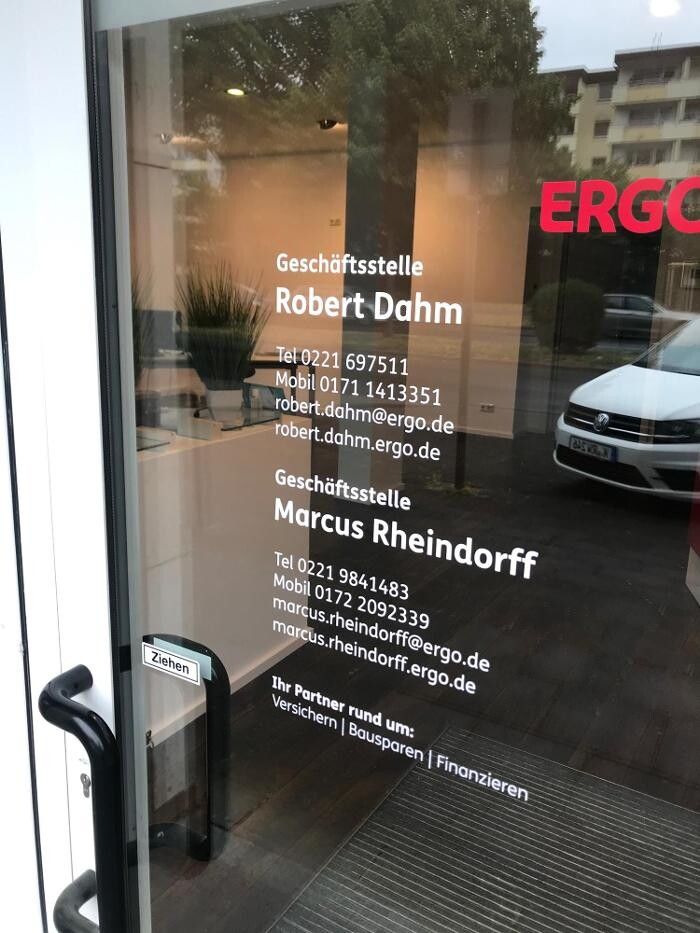 ERGO
Geschäftsstelle
Robert Dahm
Tel 0221 697511
Mobil 0171 1413351
robert.dahm@ergo.de
robert.dahm.ergo.de
Geschäftsstelle
Marcus Rheindorff
Tel 0221 9841483
Mobil 0172 2092339
marcus.rheindorff@ergo.de
marcus.rheindorff.ergo.de
Ziehen
Ihr Partner rund um:
Versichern | Bausparen | Finanzieren